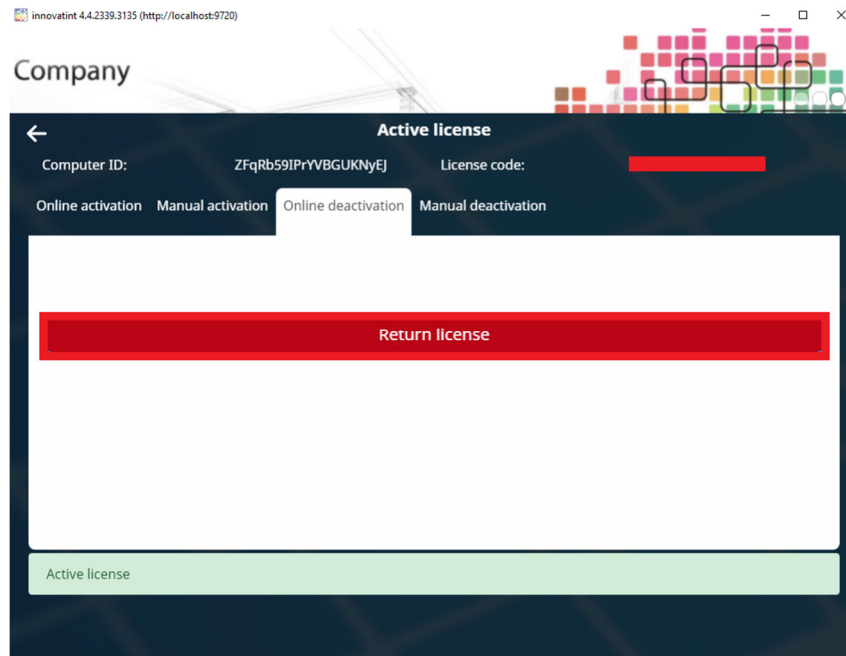 innovatint 4.4.2339.3135 (http://localhost:9720)
Company
Active license
Computer ID: ZFqRb59IPrYVBGUKNyEJ License code:
Online activation Manual activation Online deactivation Manual deactivation
Return license
Active license